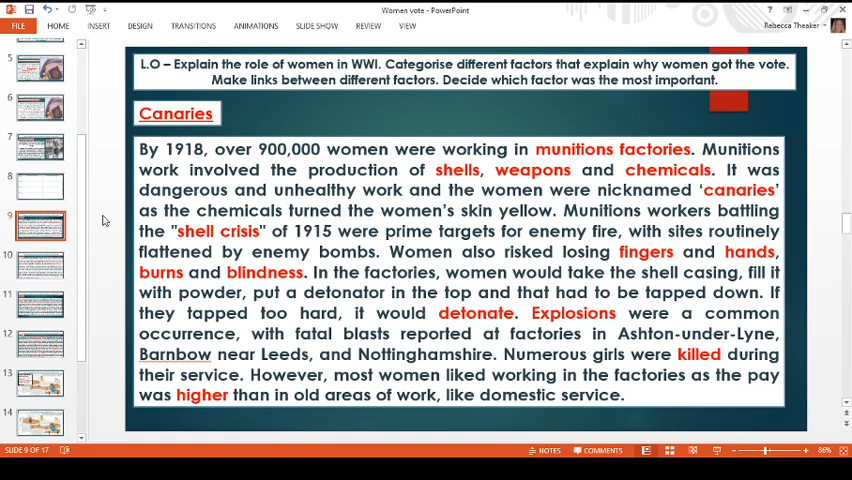 Women vote - PowerPoint
FILE HOME INSERT DESIGN TRANSITIONS ANIMATIONS SLIDE SHOW REVIEW VIEW
Rebecca Theaker
L.O – Explain the role of women in WWI. Categorise different factors that explain why women got the vote.
Make links between different factors. Decide which factor was the most important.
Canaries
By 1918, over 900,000 women were working in munitions factories. Munitions
work involved the production of shells, weapons and chemicals. It was
dangerous and unhealthy work and the women were nicknamed ‘canaries’
as the chemicals turned the women’s skin yellow. Munitions workers battling
the "shell crisis" of 1915 were prime targets for enemy fire, with sites routinely
flattened by enemy bombs. Women also risked losing fingers and hands,
burns and blindness. In the factories, women would take the shell casing, fill it
with powder, put a detonator in the top and that had to be tapped down. If
they tapped too hard, it would detonate. Explosions were a common
occurrence, with fatal blasts reported at factories in Ashton-under-Lyne,
Barnbow near Leeds, and Nottinghamshire. Numerous girls were killed during
their service. However, most women liked working in the factories as the pay
was higher than in old areas of work, like domestic service.
5
6
7
8
9
10
11
12
13
14
SLIDE 9 OF 17
NOTES COMMENTS
86%